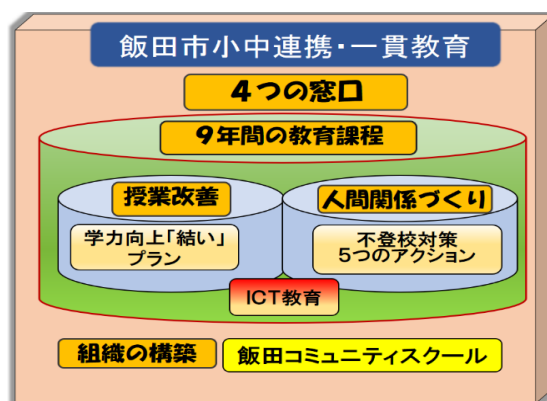 飯田市小中連携・一貫教育
4つの窓口
9年間の教育課程
授業改善
人間関係づくり
学力向上「結い」
プラン
不登校対策
5つのアクション
ICT教育
組織の構築
飯田コミュニティスクール